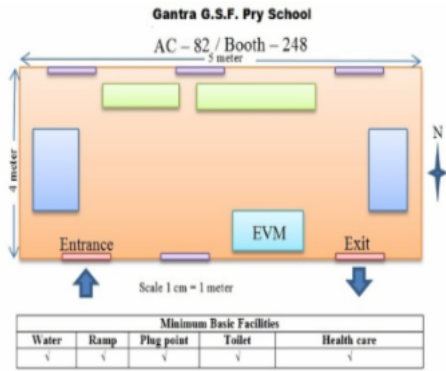 Gantra G.S.F. Pry School
AC – 82 / Booth – 248
5 meter
4 meter
N
EVM
Entrance
Exit
Scale 1 cm = 1 meter
Minimum Basic Facilities
Water Ramp Plug point Toilet Health care
√ √ √ √ √